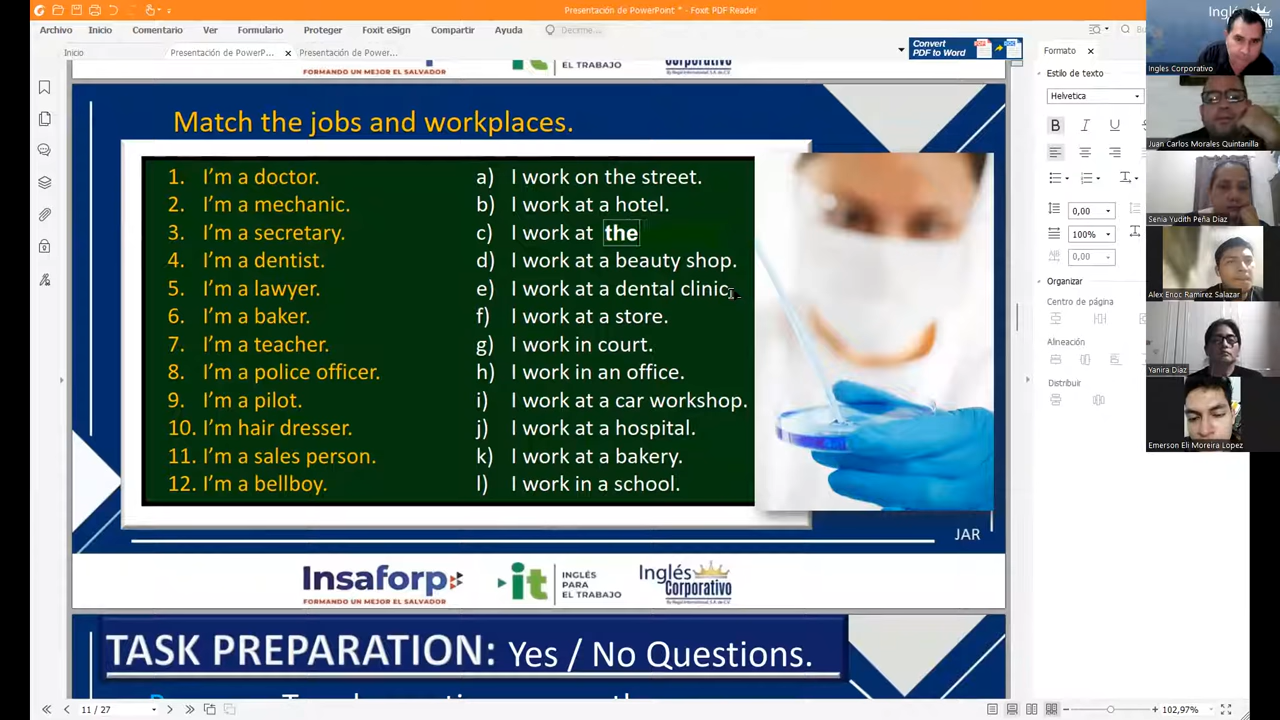 Presentación de PowerPoint * - Foxit PDF Reader
Archivo Inicio Comentario Ver Formulario Proteger Foxit eSign Compartir Ayuda Decirme...
Inicio Presentación de PowerP... Presentación de PowerP...
Convert
PDF to Word
FORMANDO UN MEJOR EL SALVADOR
EL TRABAJO
Match the jobs and workplaces.
1. I'm a doctor.
2. I'm a mechanic.
3. I'm a secretary.
4. I'm a dentist.
5. I'm a lawyer.
6. I'm a baker.
7. I'm a teacher.
8. I'm a police officer.
9. I'm a pilot.
10. I'm hair dresser.
11. I'm a sales person.
12. I'm a bellboy.
a) I work on the street.
b) I work at a hotel.
c) I work at the
d) I work at a beauty shop.
e) I work at a dental clinic.
f) I work at a store.
g) I work in court.
h) I work in an office.
i) I work at a car workshop.
j) I work at a hospital.
k) I work at a bakery.
l) I work in a school.
JAR
Insaforp
FORMANDO UN MEJOR EL SALVADOR
it
INGLÉS
PARA
EL TRABAJO
Inglés
Corporativo
TASK PREPARATION: Yes / No Questions.
11 / 27
102,97%
Formato
Estilo de texto
Helvetica
B I U
0,00
100%
0,00
Organizar
Centro de página
Alineación
Distribuir
Ingles Corporativo
Juan Carlos Morales Quintanilla
Senia Yudith Peña Diaz
Alex Enoc Ramirez Salazar
Yanira Diaz
Emerson Eli Moreira Lopez